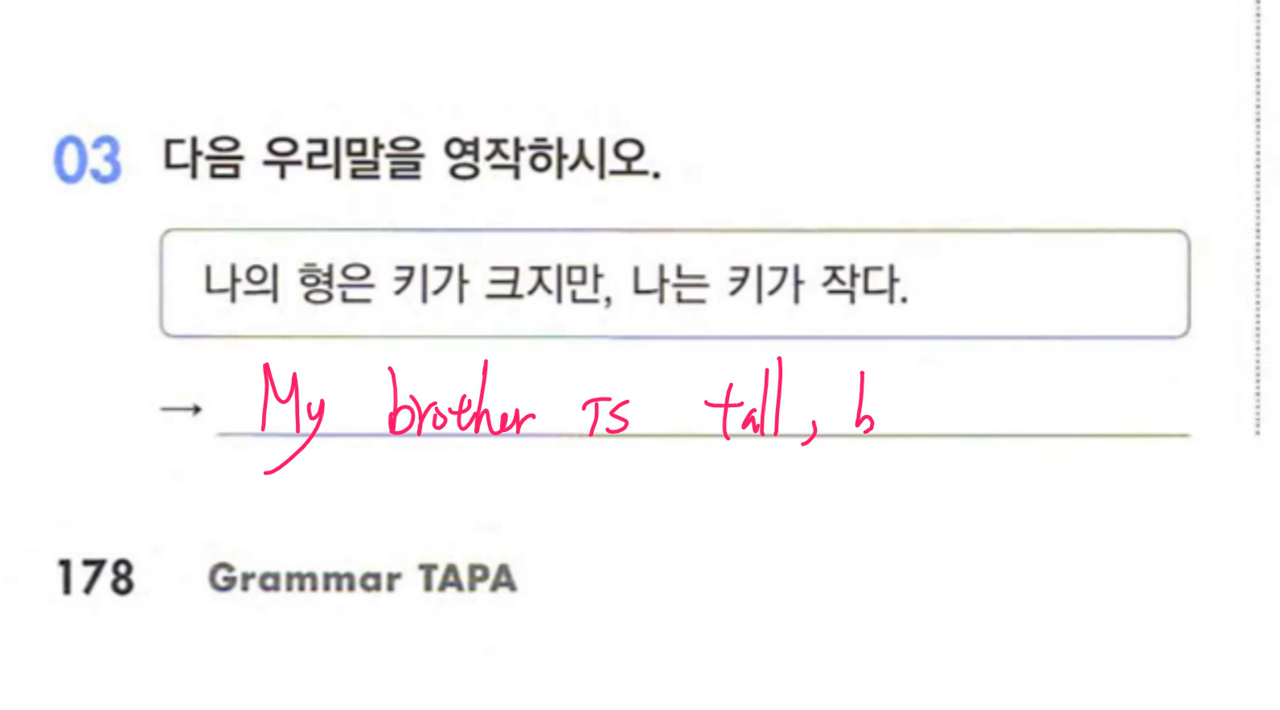 03 다음 우리말을 영작하시오.
나의 형은 키가 크지만, 나는 키가 작다.
→ My brother is tall, b
178 Grammar TAPA